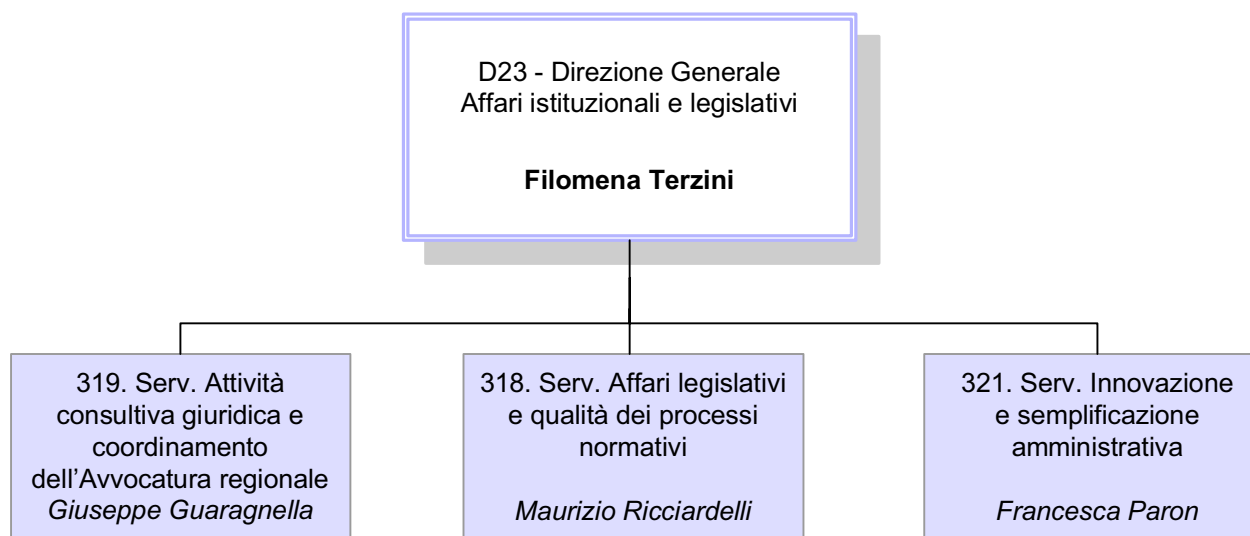 D23 - Direzione Generale
Affari istituzionali e legislativi
Filomena Terzini
319. Serv. Attività
consultiva giuridica e
coordinamento
dell’Avvocatura regionale
Giuseppe Guaragnella
318. Serv. Affari legislativi
e qualità dei processi
normativi
Maurizio Ricciardelli
321. Serv. Innovazione
e semplificazione
amministrativa
Francesca Paron